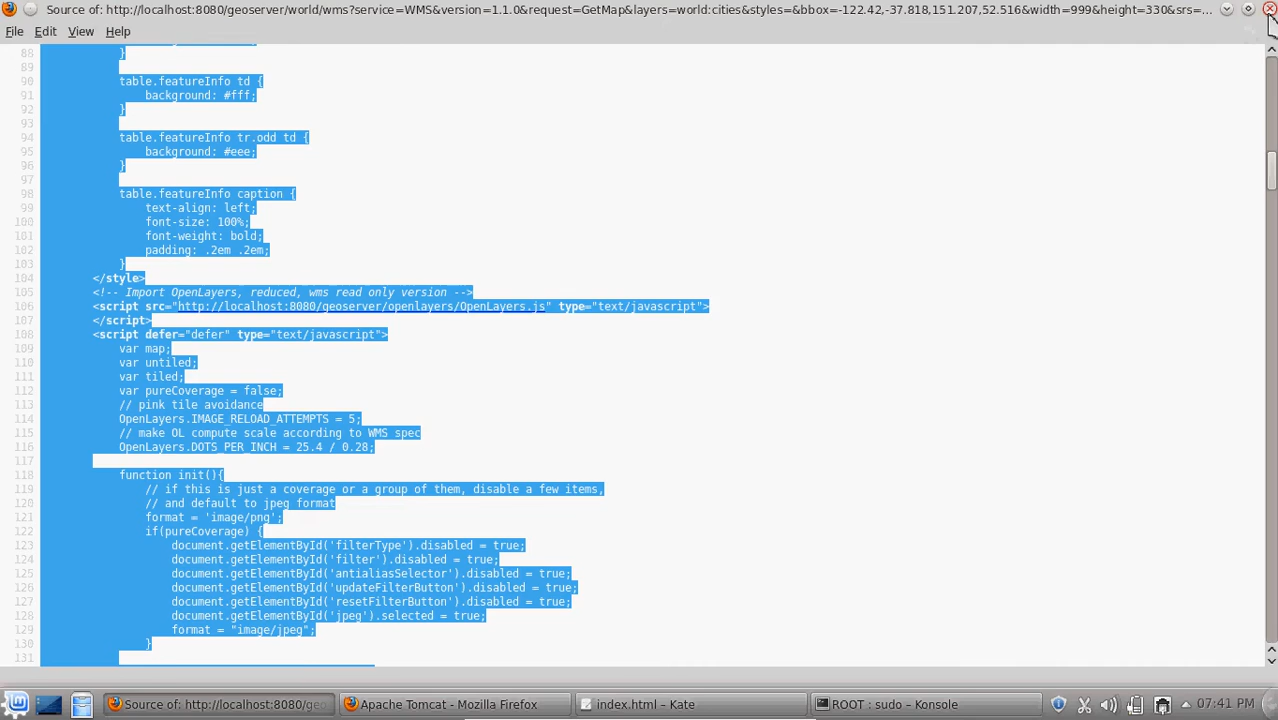 Source of: http://localhost:8080/geoserver/world/wms?service=WMS&version=1.1.0&request=GetMap&layers=world:cities&styles=&bbox=-122.42,-37.818,151.207,52.516&width=999&height=330&srs=...
File Edit View Help
88 }
89
90 table.featureInfo td {
91 background: #fff;
92 }
93
94 table.featureInfo tr.odd td {
95 background: #eee;
96 }
97
98 table.featureInfo caption {
99 text-align: left;
100 font-size: 100%;
101 font-weight: bold;
102 padding: .2em .2em;
103 }
104 </style>
105 <!-- Import OpenLayers, reduced, wms read only version -->
106 <script src="http://localhost:8080/geoserver/openlayers/OpenLayers.js" type="text/javascript">
107 </script>
108 <script defer="defer" type="text/javascript">
109 var map;
110 var untiled;
111 var tiled;
112 var pureCoverage = false;
113 // pink tile avoidance
114 OpenLayers.IMAGE_RELOAD_ATTEMPTS = 5;
115 // make OL compute scale according to WMS spec
116 OpenLayers.DOTS_PER_INCH = 25.4 / 0.28;
117
118 function init(){
119 // if this is just a coverage or a group of them, disable a few items,
120 // and default to jpeg format
121 format = 'image/png';
122 if(pureCoverage) {
123 document.getElementById('filterType').disabled = true;
124 document.getElementById('filter').disabled = true;
125 document.getElementById('antialiasSelector').disabled = true;
126 document.getElementById('updateFilterButton').disabled = true;
127 document.getElementById('resetFilterButton').disabled = true;
128 document.getElementById('jpeg').selected = true;
129 format = "image/jpeg";
130 }
131
Source of: http://localhost:8080/geo Apache Tomcat - Mozilla Firefox index.html – Kate ROOT : sudo – Konsole 07:41 PM